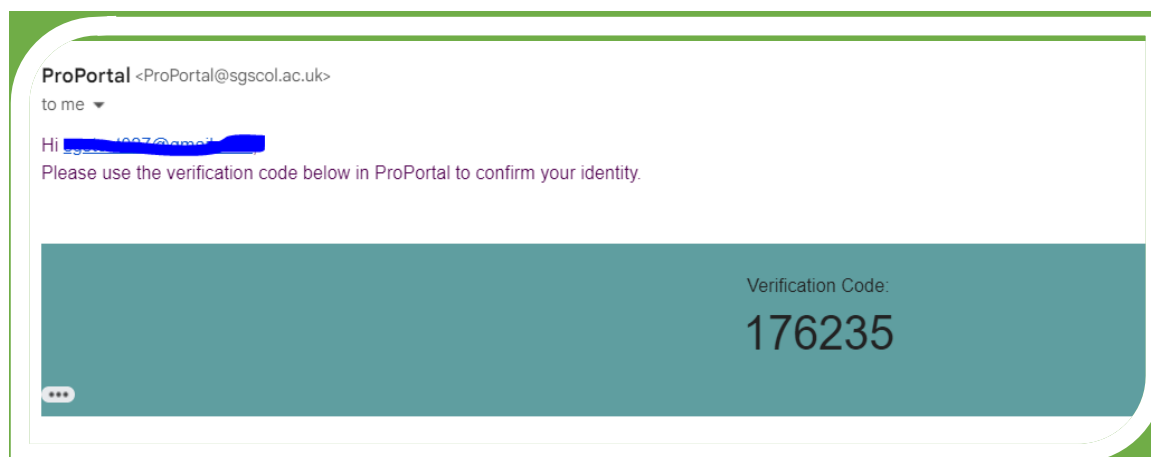 ProPortal <ProPortal@sgscol.ac.uk>
to me
Hi
Please use the verification code below in ProPortal to confirm your identity.
Verification Code:
176235